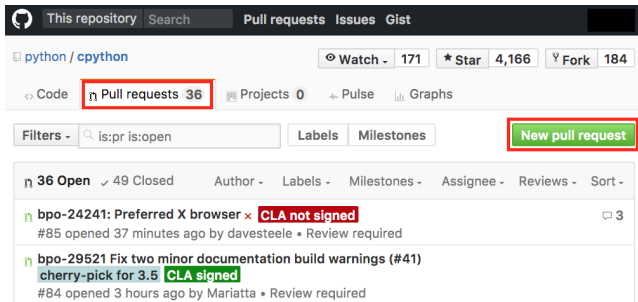 This repository Search Pull requests Issues Gist
python / cpython Watch 171 Star 4,166 Fork 184
Code Pull requests 36 Projects 0 Pulse Graphs
Filters is:pr is:open Labels Milestones New pull request
36 Open 49 Closed Author Labels Milestones Assignee Reviews Sort
bpo-24241: Preferred X browser CLA not signed 3
#85 opened 37 minutes ago by davesteele • Review required
bpo-29521 Fix two minor documentation build warnings (#41)
cherry-pick for 3.5 CLA signed
#84 opened 3 hours ago by Mariatta • Review required